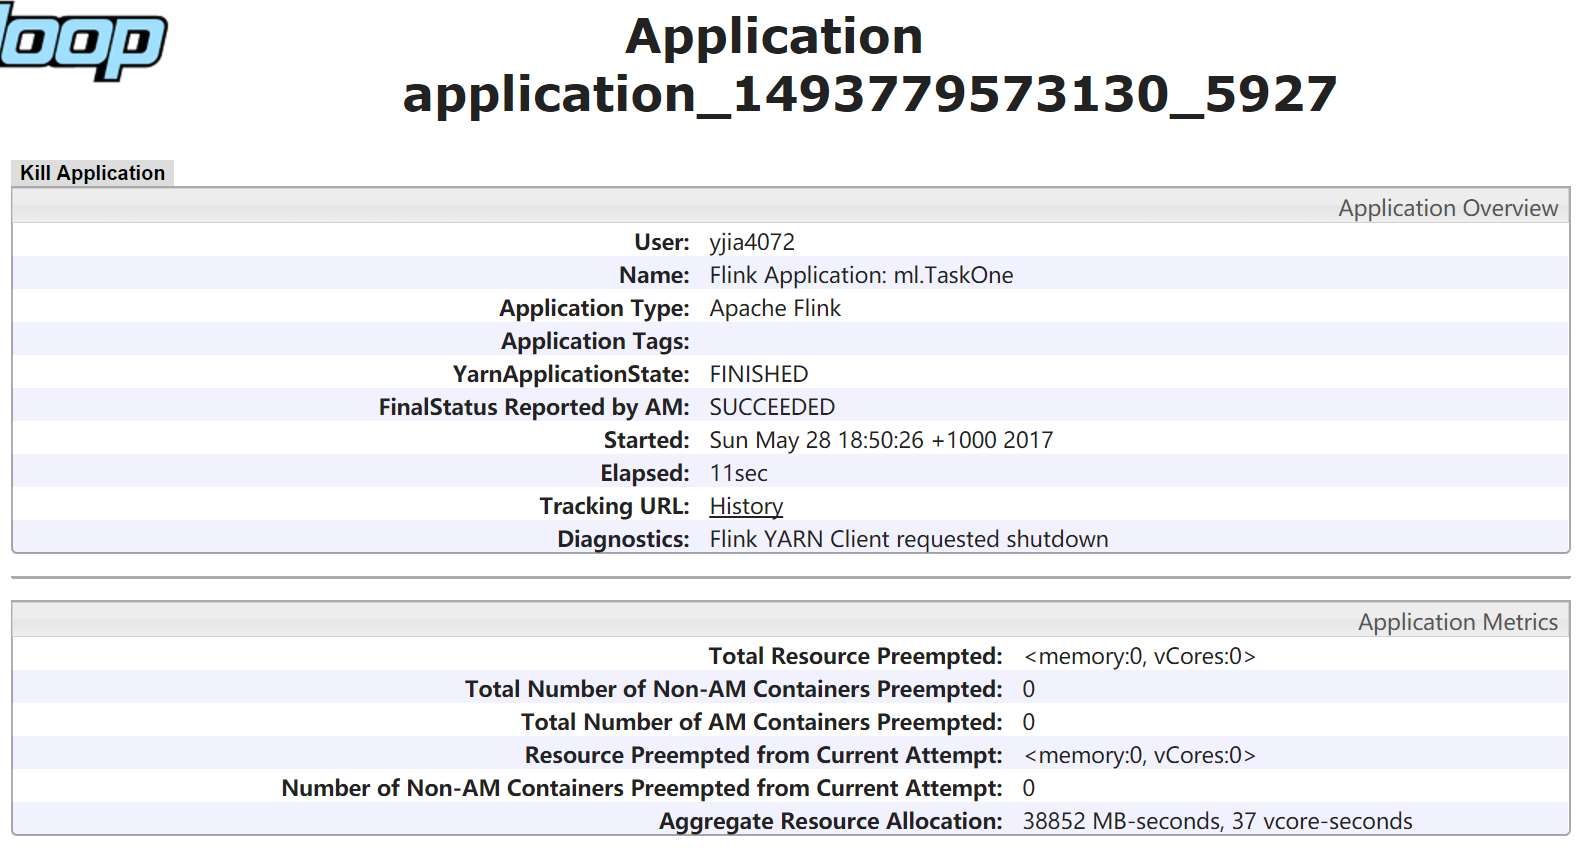 loop
Application
application_1493779573130_5927
Kill Application
Application Overview
User: yjia4072
Name: Flink Application: ml.TaskOne
Application Type: Apache Flink
Application Tags:
YarnApplicationState: FINISHED
FinalStatus Reported by AM: SUCCEEDED
Started: Sun May 28 18:50:26 +1000 2017
Elapsed: 11sec
Tracking URL: History
Diagnostics: Flink YARN Client requested shutdown
Application Metrics
Total Resource Preempted: <memory:0, vCores:0>
Total Number of Non-AM Containers Preempted: 0
Total Number of AM Containers Preempted: 0
Resource Preempted from Current Attempt: <memory:0, vCores:0>
Number of Non-AM Containers Preempted from Current Attempt: 0
Aggregate Resource Allocation: 38852 MB-seconds, 37 vcore-seconds